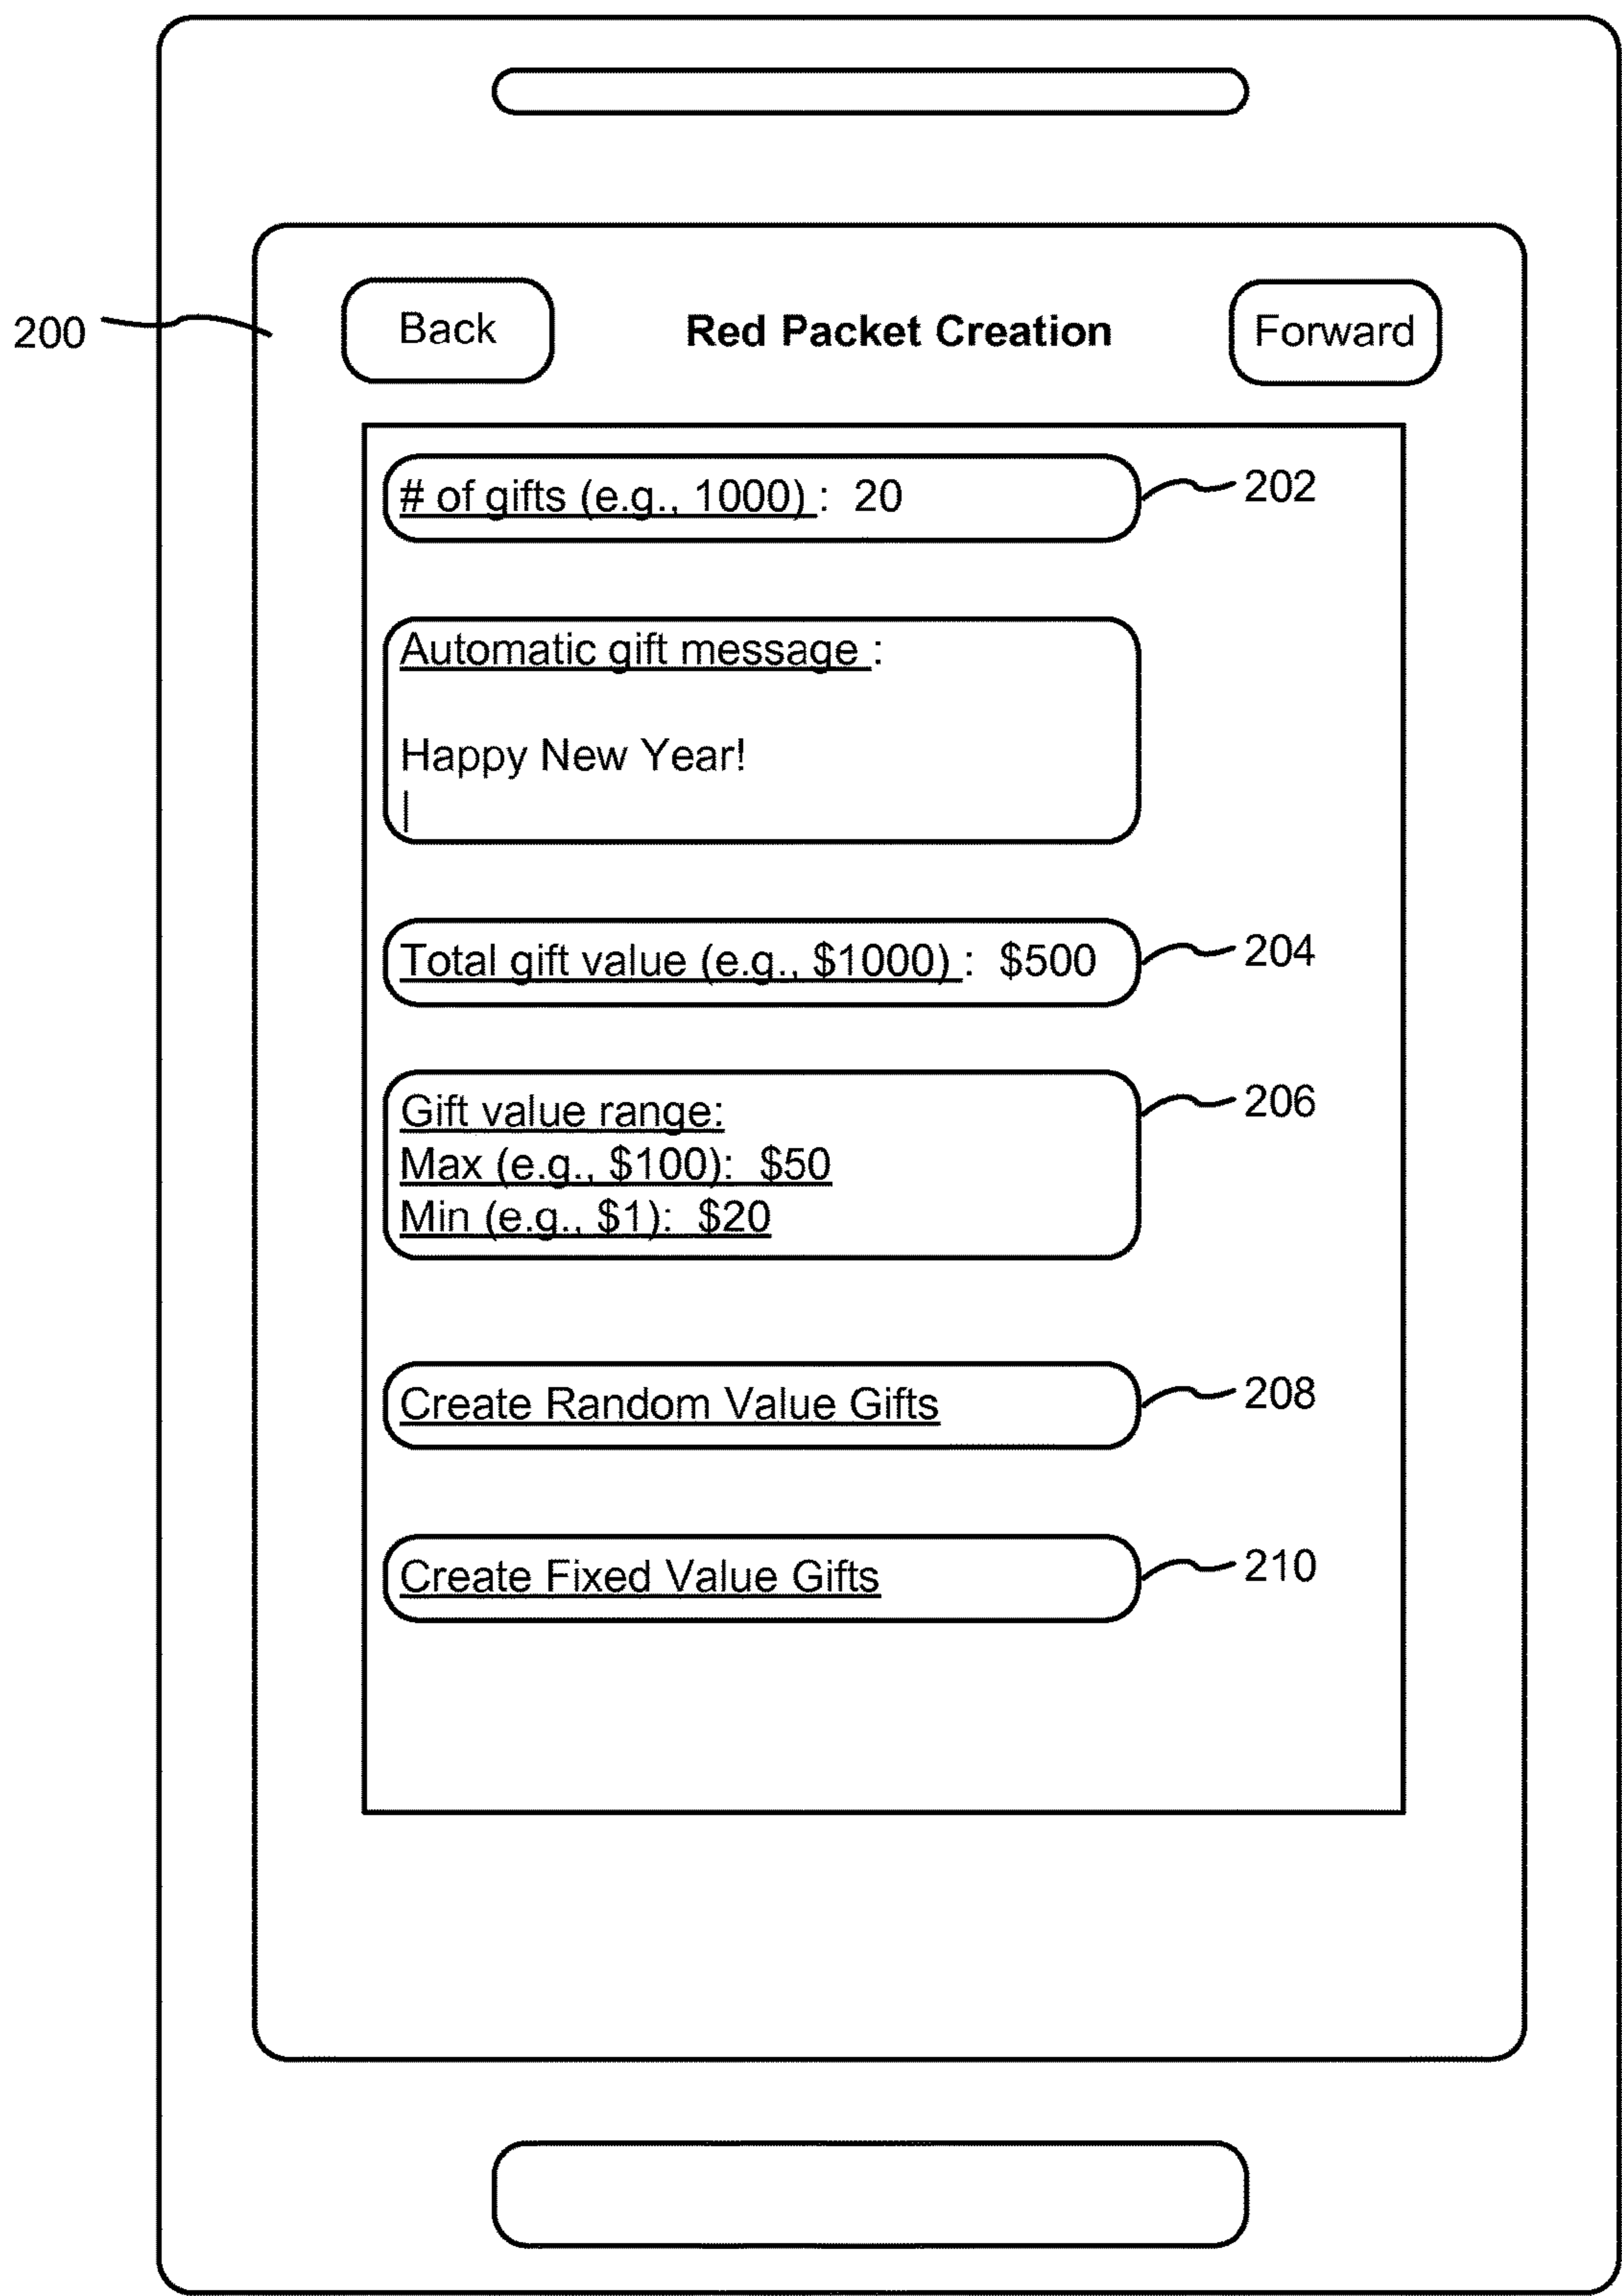 200
Back
Red Packet Creation
Forward
# of gifts (e.g., 1000) : 20
202
Automatic gift message :
Happy New Year!
Total gift value (e.g., $1000) : $500
204
Gift value range:
206
Max (e.g., $100): $50
Min (e.g., $1): $20
Create Random Value Gifts
208
Create Fixed Value Gifts
210